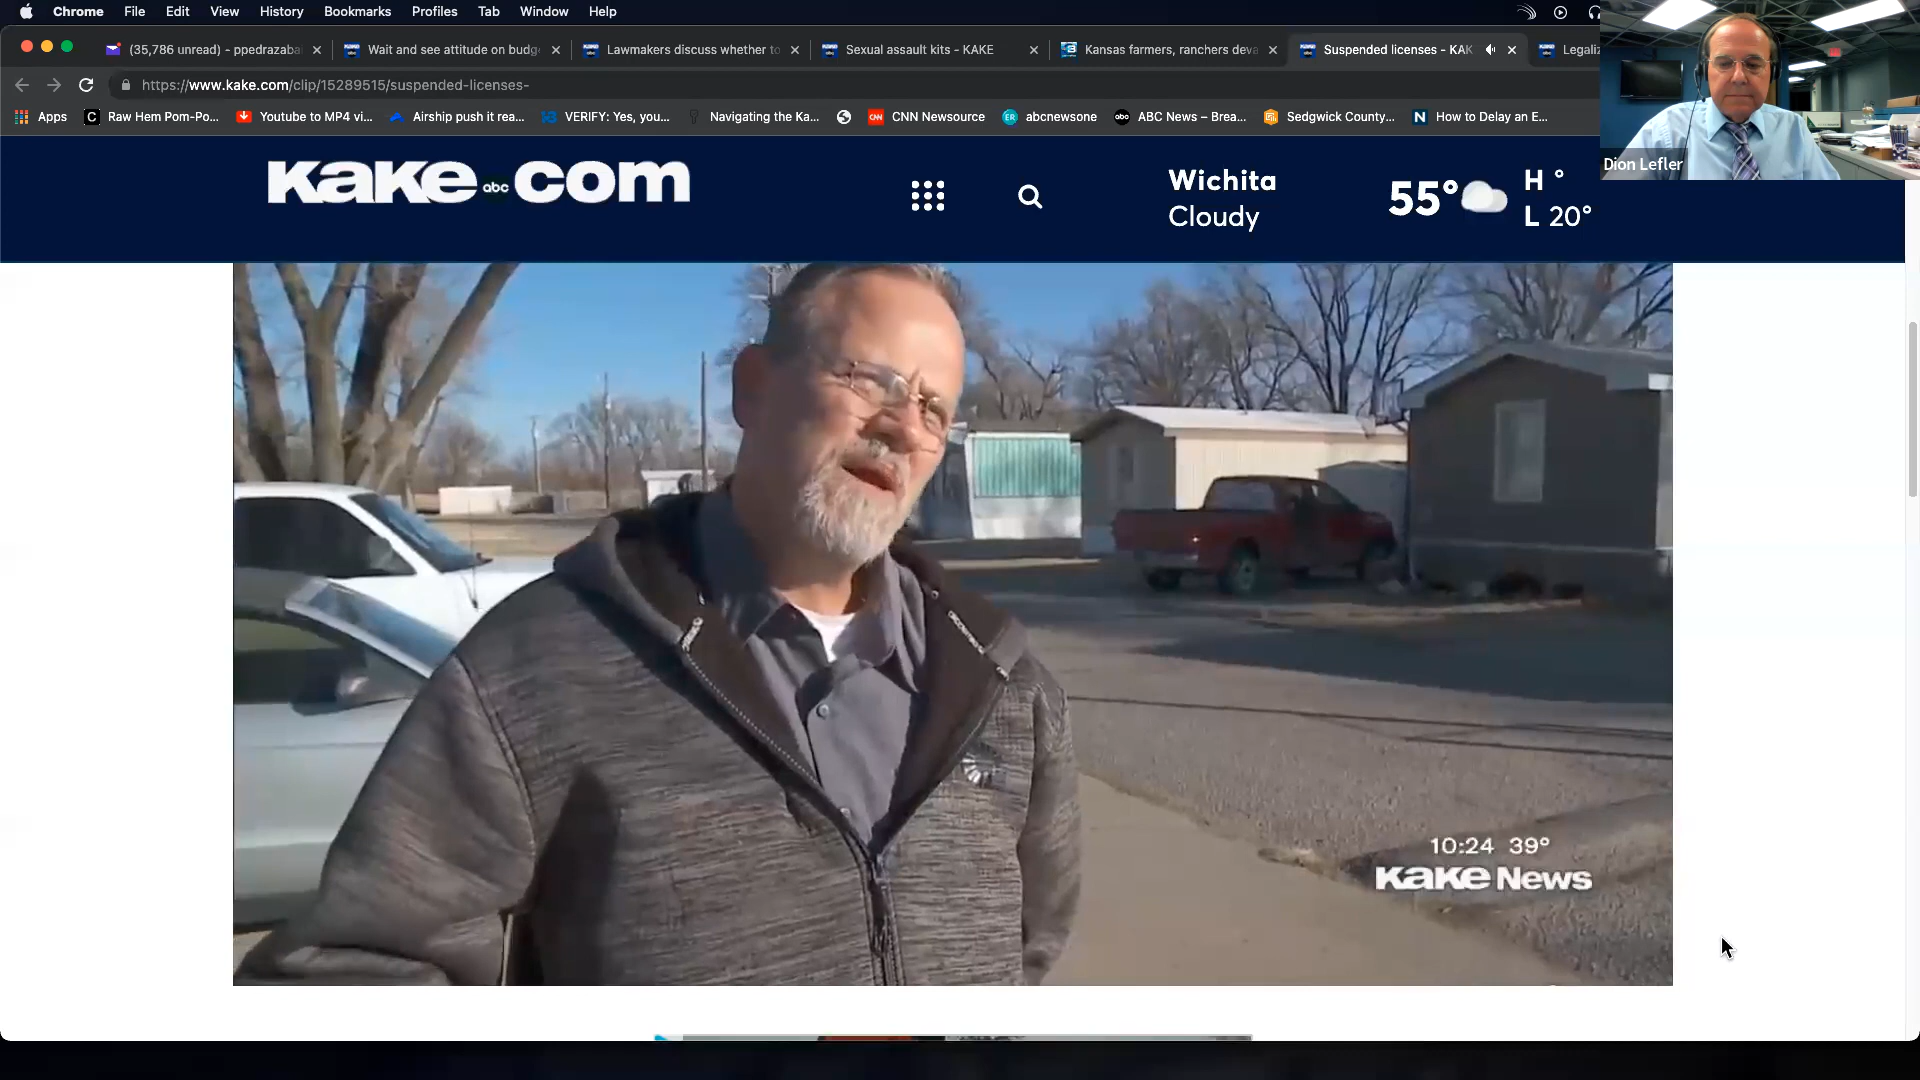 Chrome File Edit View History Bookmarks Profiles Tab Window Help
(35,786 unread) - ppedrazaba
Wait and see attitude on budge
Lawmakers discuss whether to
Sexual assault kits - KAKE
Kansas farmers, ranchers deva
Suspended licenses - KAK
Legaliz
https://www.kake.com/clip/15289515/suspended-licenses-
Apps Raw Hem Pom-Po... Youtube to MP4 vi... Airship push it rea... VERIFY: Yes, you... Navigating the Ka... CNN Newsource abcnewsone ABC News – Brea... Sedgwick County... How to Delay an E...
Dion Lefler
KAKE abc com
Wichita
Cloudy
55°
H °
L 20°
10:24 39°
KAKE News